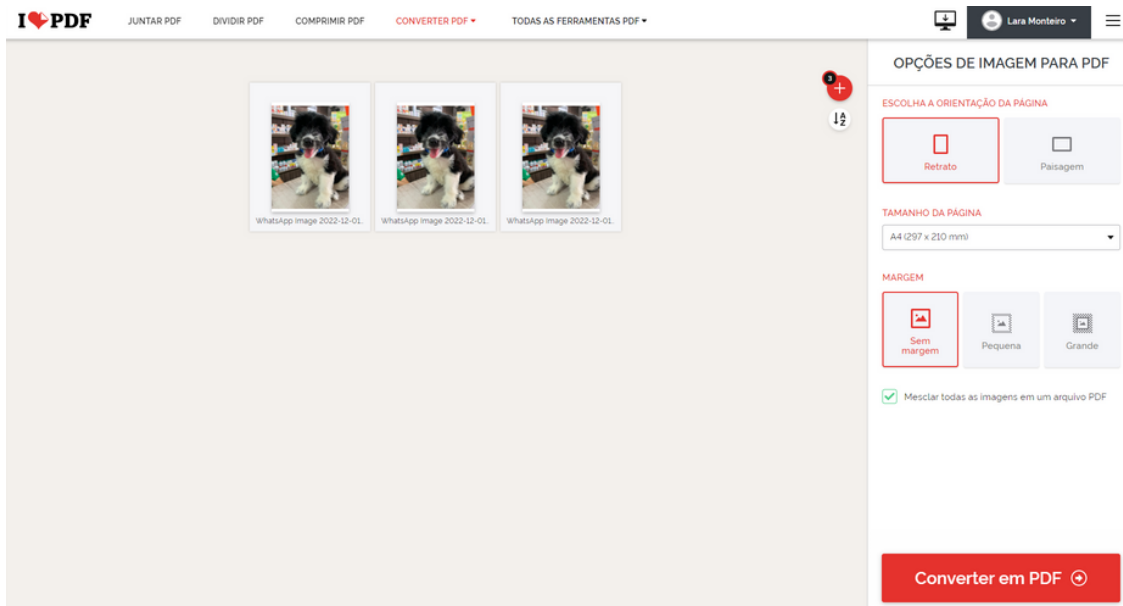 I PDF
JUNTAR PDF
DIVIDIR PDF
COMPRIMIR PDF
CONVERTER PDF
TODAS AS FERRAMENTAS PDF
Lara Monteiro
3
WhatsApp Image 2022-12-01.
WhatsApp Image 2022-12-01.
WhatsApp Image 2022-12-01.
A
Z
OPÇÕES DE IMAGEM PARA PDF
ESCOLHA A ORIENTAÇÃO DA PÁGINA
Retrato
Paisagem
TAMANHO DA PÁGINA
A4 (297 x 210 mm)
MARGEM
Sem
margem
Pequena
Grande
Mesclar todas as imagens em um arquivo PDF
Converter em PDF